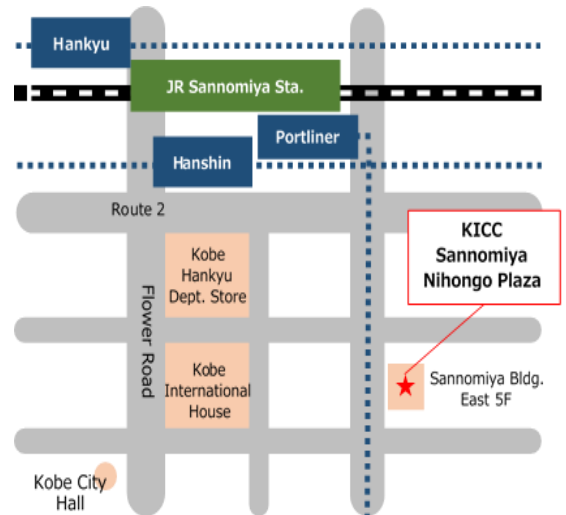 Hankyu
JR Sannomiya Sta.
Portliner
Hanshin
Route 2
KICC
Sannomiya
Nihongo Plaza
Kobe
Hankyu
Dept. Store
Flower Road
Kobe
International
House
Sannomiya Bldg.
East 5F
Kobe City
Hall